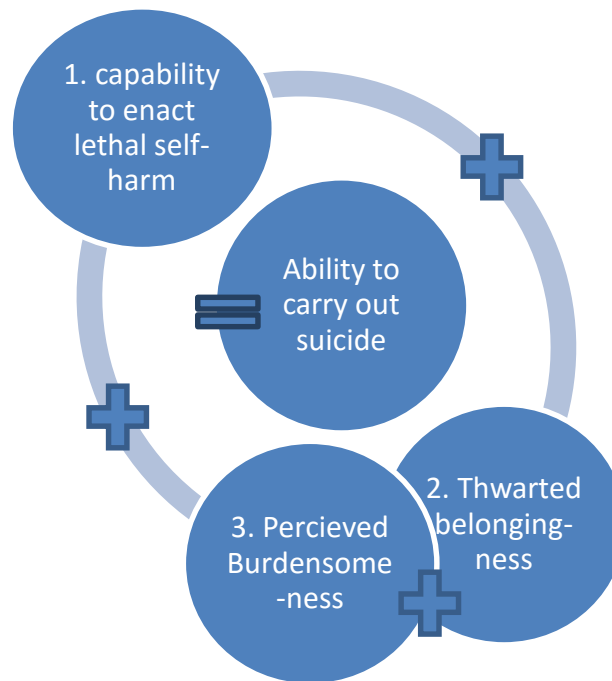 1. capability
to enact
lethal self-
harm
Ability to
carry out
suicide
2. Thwarted
belonging-
ness
3. Percieved
Burdensome
-ness